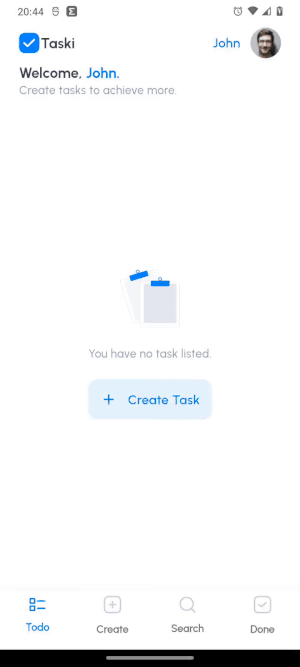 20:44
Taski
John
Welcome, John.
Create tasks to achieve more.
You have no task listed.
+ Create Task
Todo
Create
Search
Done